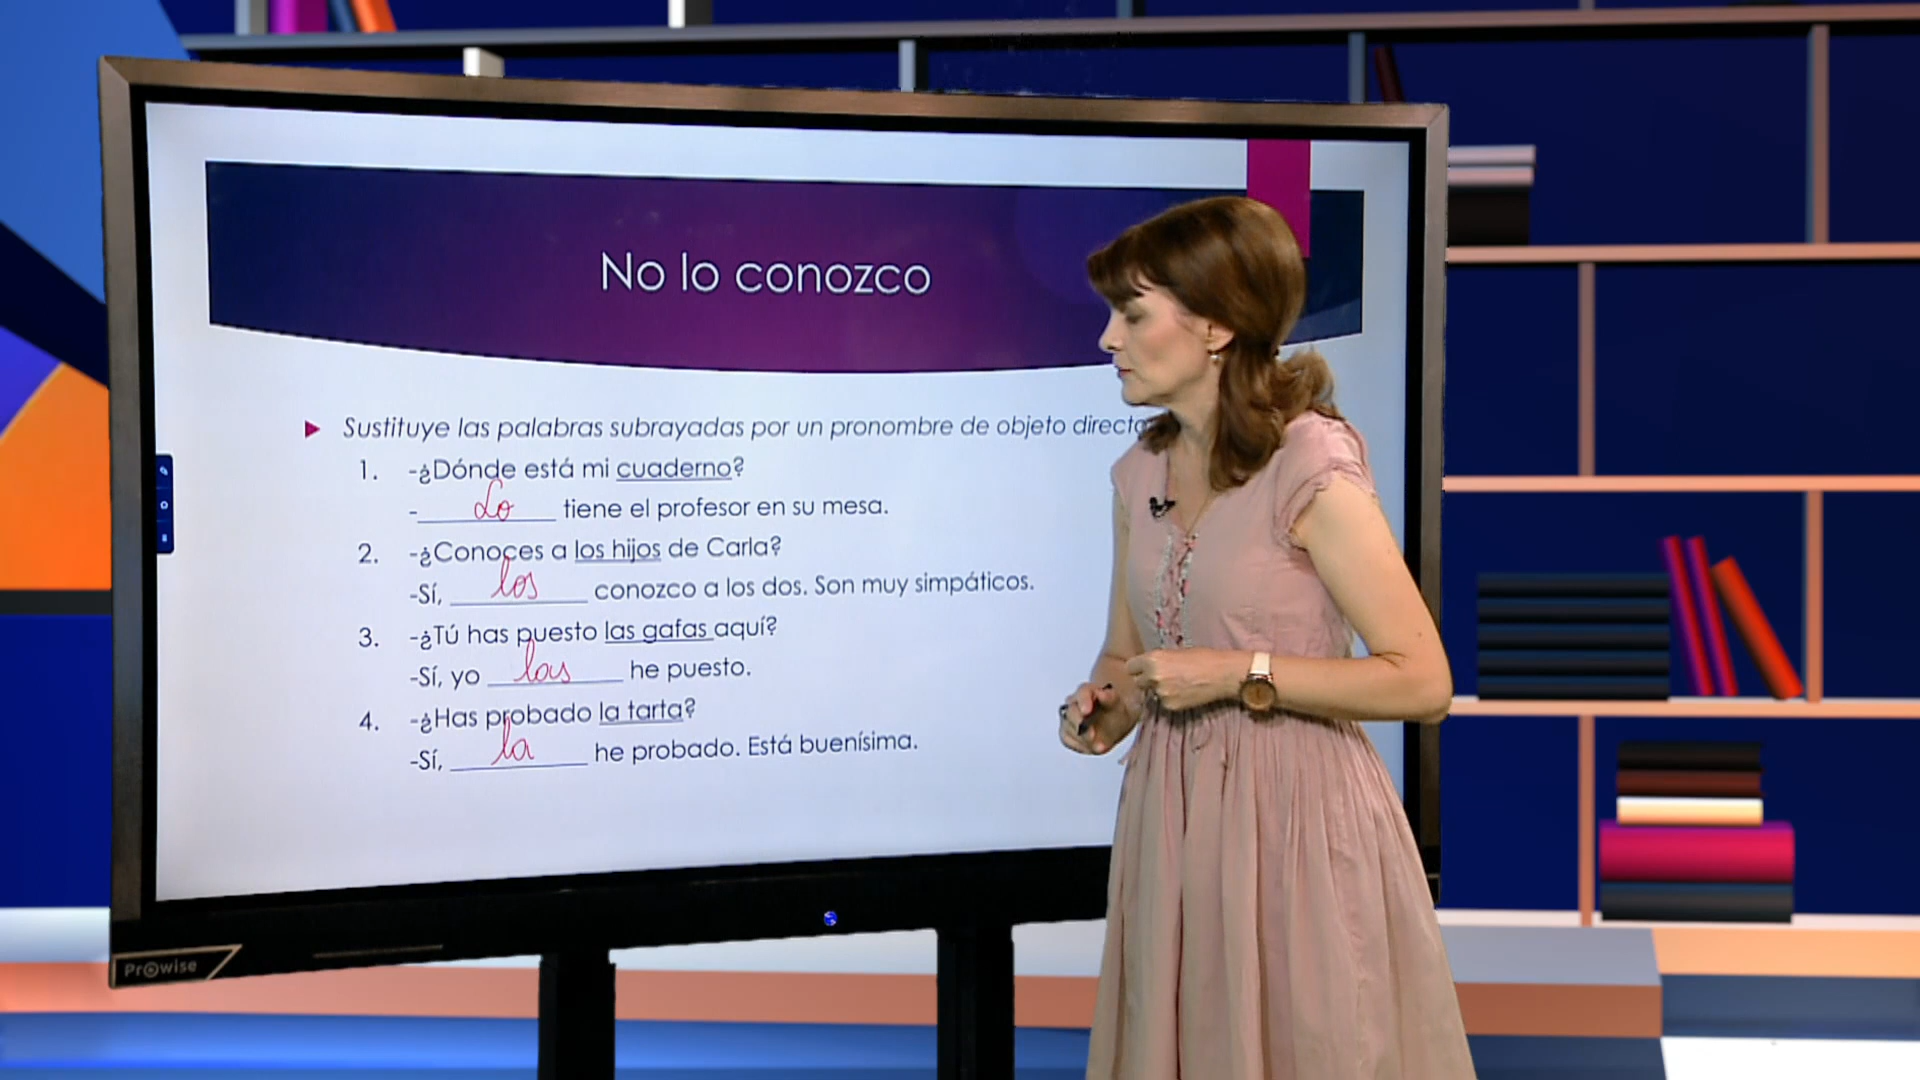 No lo conozco
Sustituye las palabras subrayadas por un pronombre de objeto directo
1. -¿Dónde está mi cuaderno?
-Lo tiene el profesor en su mesa.
2. -¿Conoces a los hijos de Carla?
-Sí, los conozco a los dos. Son muy simpáticos.
3. -¿Tú has puesto las gafas aquí?
-Sí, yo las he puesto.
4. -¿Has probado la tarta?
-Sí, la he probado. Está buenísima.
Prowise